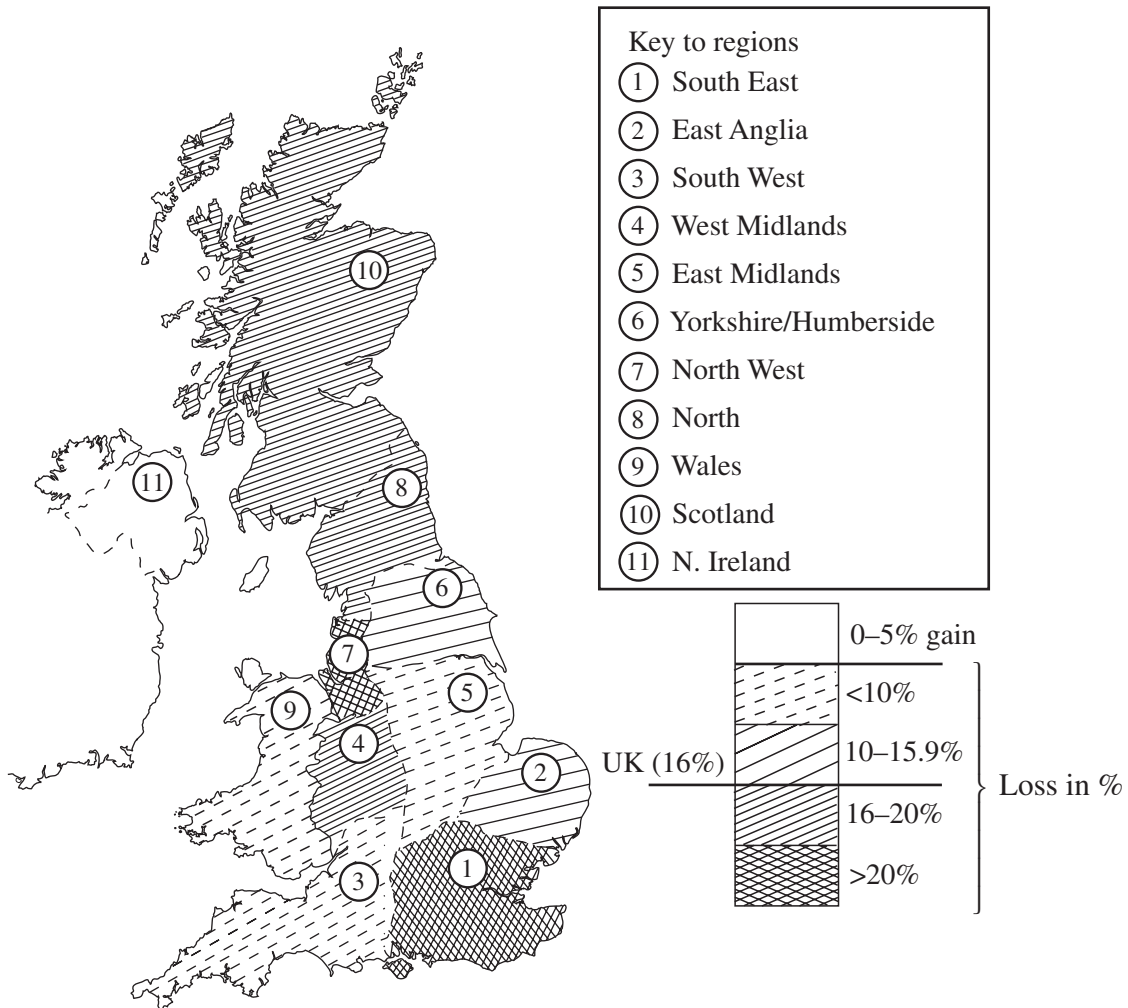 Key to regions
1 South East
2 East Anglia
3 South West
4 West Midlands
5 East Midlands
6 Yorkshire/Humberside
7 North West
8 North
9 Wales
10 Scotland
11 N. Ireland
10
11
8
6
7
5
9
4
2
1
3
0–5% gain
<10%
10–15.9%
UK (16%)
16–20%
>20%
Loss in %